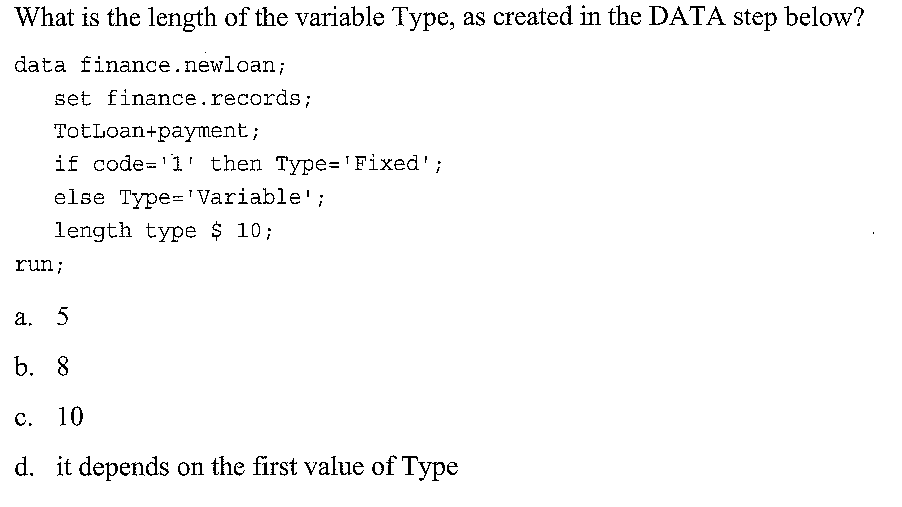 What is the length of the variable Type, as created in the DATA step below?
data finance.newloan;
set finance.records;
TotLoan+payment;
if code='1' then Type='Fixed';
else Type='Variable';
length type $ 10;
run;
a. 5
b. 8
c. 10
d. it depends on the first value of Type